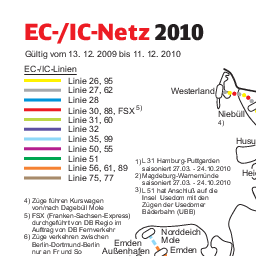 EC-/IC-Netz 2010
Gültig vom 13. 12. 2009 bis 11. 12. 2010
EC-/IC-Linien
Linie 26, 95
Linie 27, 62
Linie 28
Linie 30, 88, FSX 5)
Linie 31, 60
Linie 32
Linie 35, 99
Linie 50, 55
Linie 51
Linie 56, 61, 89
Linie 75, 77
4) Züge führen Kurswagen
von/nach Dagebüll Mole
5) FSX (Franken-Sachsen-Express)
durchgeführt von DB Regio im
Auftrag von DB Fernverkehr
6) Züge verkehren zwischen
Berlin-Dortmund-Berlin
nur an Fr und So
1) L 31 Hamburg-Puttgarden
saisoniert 27.03. - 24.10.2010
2) Magdeburg-Warnemünde
saisoniert 27.03. - 24.10.2010
3) L 51 hat Anschluß auf die
Insel Usedom mit den
Zügen der Usedomer
Bäderbahn (UBB)
Westerland
Niebüll
4)
Husu
Hei
Norddeich
Mole
Emden
Außenhafen
Emden